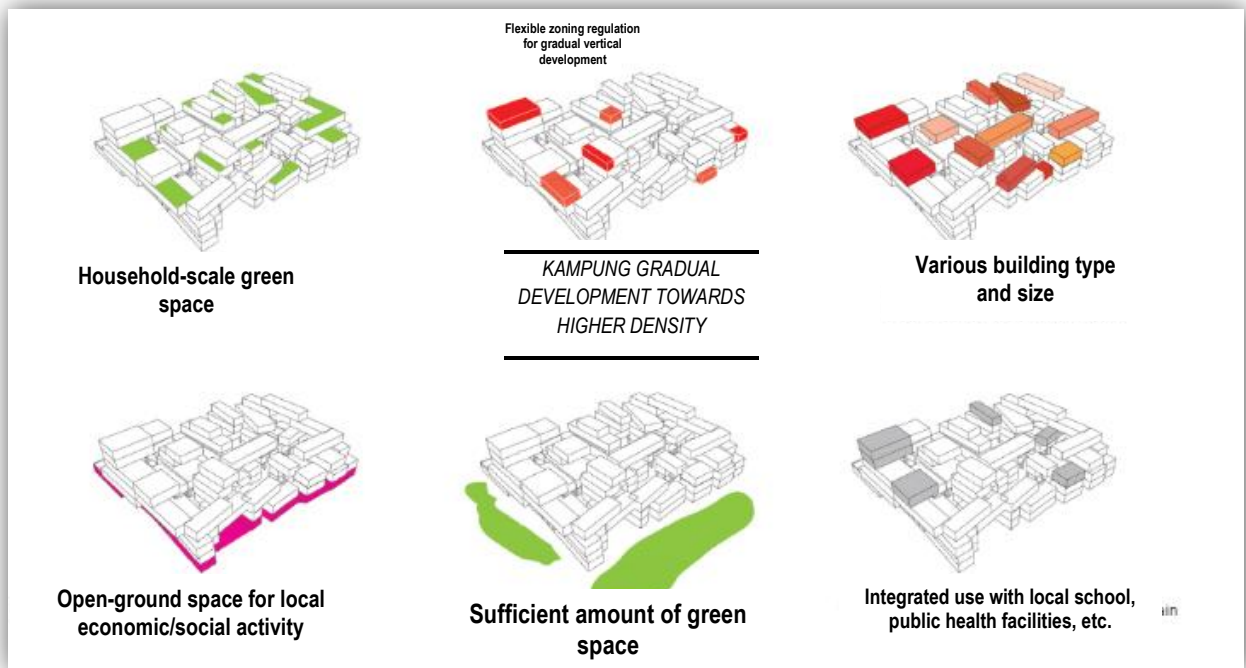 Flexible zoning regulation
for gradual vertical
development
Household-scale green
space
KAMPUNG GRADUAL
DEVELOPMENT TOWARDS
HIGHER DENSITY
Various building type
and size
Open-ground space for local
economic/social activity
Sufficient amount of green
space
Integrated use with local school,
public health facilities, etc.